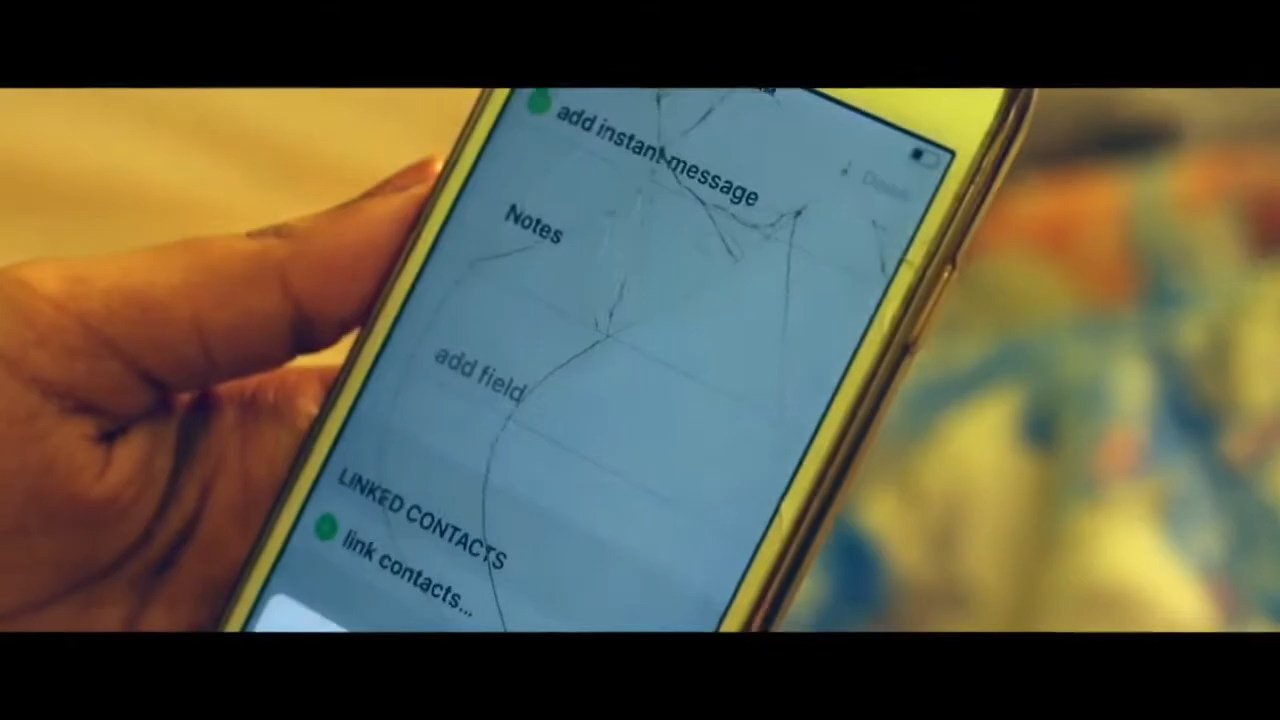 add instant message
Notes
add field
LINKED CONTACTS
link contacts...